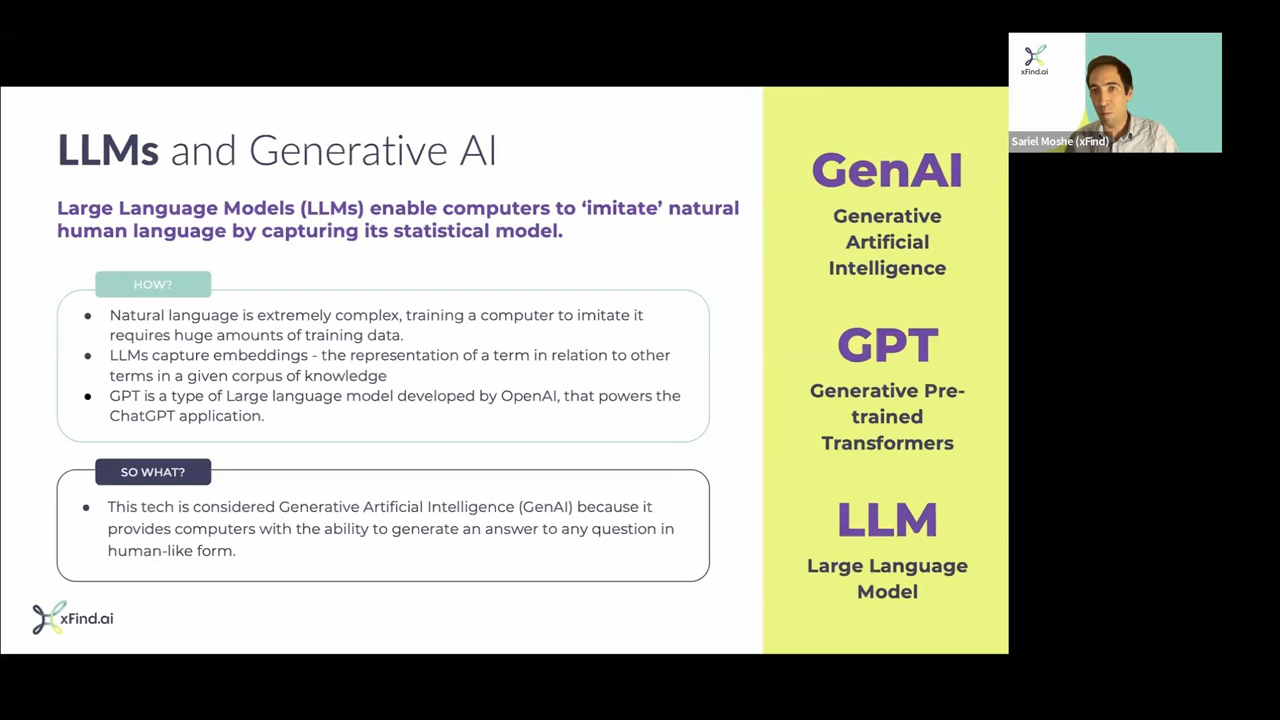 LLMs and Generative AI
Large Language Models (LLMs) enable computers to ‘imitate’ natural
human language by capturing its statistical model.
HOW?
● Natural language is extremely complex, training a computer to imitate it
requires huge amounts of training data.
● LLMs capture embeddings - the representation of a term in relation to other
terms in a given corpus of knowledge
● GPT is a type of Large language model developed by OpenAI, that powers the
ChatGPT application.
SO WHAT?
● This tech is considered Generative Artificial Intelligence (GenAI) because it
provides computers with the ability to generate an answer to any question in
human-like form.
xFind.ai
GenAI
Generative
Artificial
Intelligence
GPT
Generative Pre-
trained
Transformers
LLM
Large Language
Model
xFind.ai
Sariel Moshe (xFind)